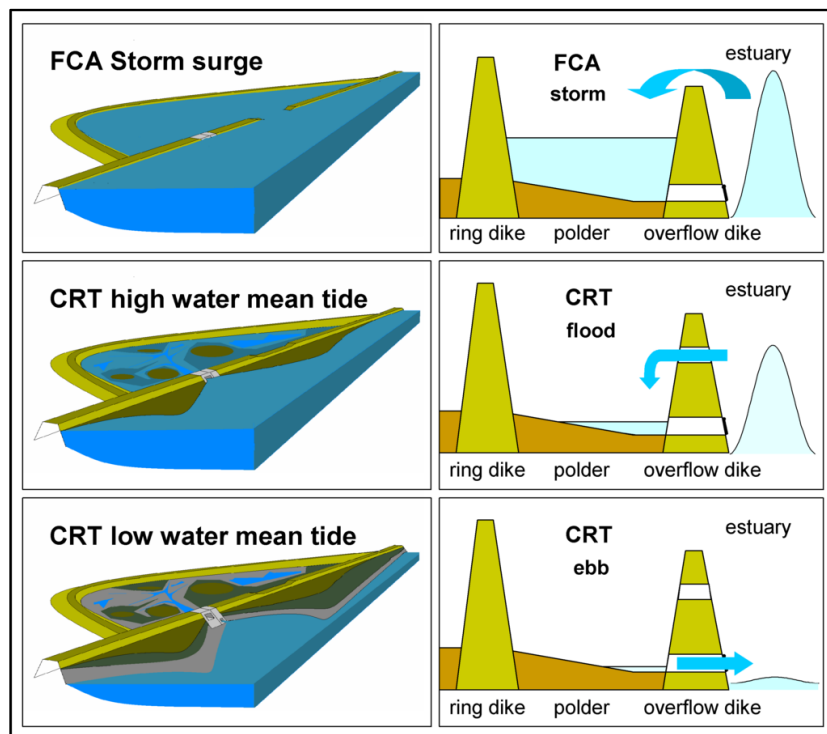 FCA Storm surge
estuary
FCA
storm
ring dike polder overflow dike
CRT high water mean tide
estuary
CRT
flood
ring dike polder overflow dike
CRT low water mean tide
estuary
CRT
ebb
ring dike polder overflow dike